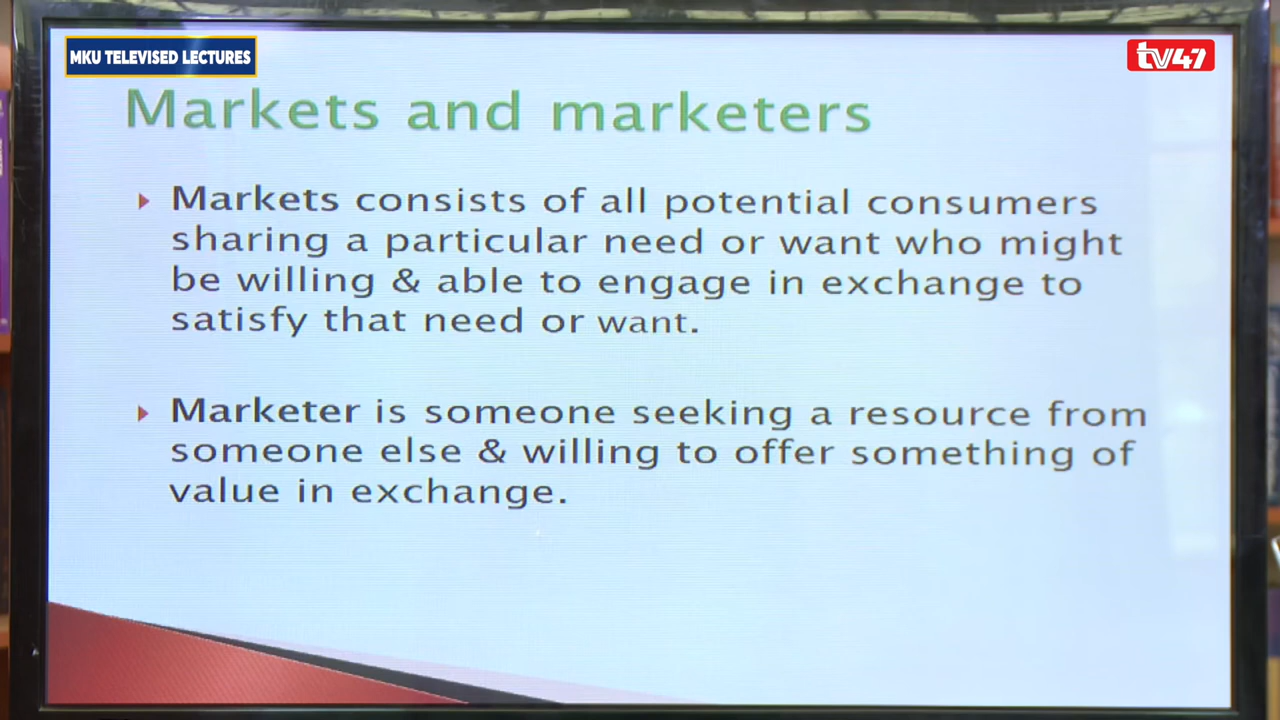 MKU TELEVISED LECTURES
tv47
Markets and marketers
Markets consists of all potential consumers
sharing a particular need or want who might
be willing & able to engage in exchange to
satisfy that need or want.
Marketer is someone seeking a resource from
someone else & willing to offer something of
value in exchange.